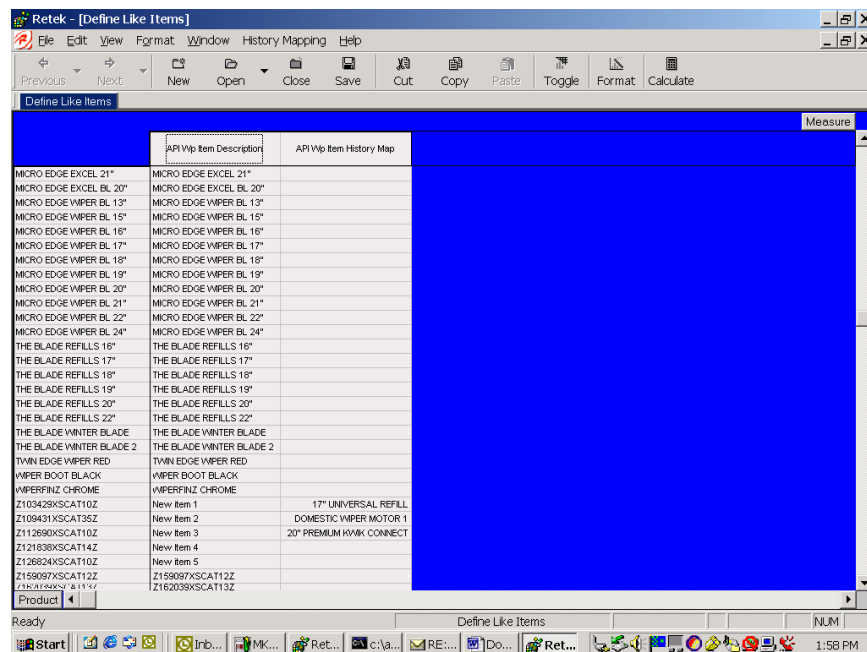 Retek - [Define Like Items]
File Edit View Format Window History Mapping Help
Previous Next New Open Close Save Cut Copy Paste Toggle Format Calculate
Define Like Items
Measure
API Wp Item Description API Wp Item History Map
MICRO EDGE EXCEL 21" MICRO EDGE EXCEL 21"
MICRO EDGE EXCEL BL 20" MICRO EDGE EXCEL BL 20"
MICRO EDGE WIPER BL 13" MICRO EDGE WIPER BL 13"
MICRO EDGE WIPER BL 15" MICRO EDGE WIPER BL 15"
MICRO EDGE WIPER BL 16" MICRO EDGE WIPER BL 16"
MICRO EDGE WIPER BL 17" MICRO EDGE WIPER BL 17"
MICRO EDGE WIPER BL 18" MICRO EDGE WIPER BL 18"
MICRO EDGE WIPER BL 19" MICRO EDGE WIPER BL 19"
MICRO EDGE WIPER BL 20" MICRO EDGE WIPER BL 20"
MICRO EDGE WIPER BL 21" MICRO EDGE WIPER BL 21"
MICRO EDGE WIPER BL 22" MICRO EDGE WIPER BL 22"
MICRO EDGE WIPER BL 24" MICRO EDGE WIPER BL 24"
THE BLADE REFILLS 16" THE BLADE REFILLS 16"
THE BLADE REFILLS 17" THE BLADE REFILLS 17"
THE BLADE REFILLS 18" THE BLADE REFILLS 18"
THE BLADE REFILLS 19" THE BLADE REFILLS 19"
THE BLADE REFILLS 20" THE BLADE REFILLS 20"
THE BLADE REFILLS 22" THE BLADE REFILLS 22"
THE BLADE WINTER BLADE THE BLADE WINTER BLADE
THE BLADE WINTER BLADE 2 THE BLADE WINTER BLADE 2
TWIN EDGE WIPER RED TWIN EDGE WIPER RED
WIPER BOOT BLACK WIPER BOOT BLACK
WIPERFINZ CHROME WIPERFINZ CHROME
Z103429XSCAT10Z New item 1 17" UNIVERSAL REFILL
Z109431XSCAT35Z New item 2 DOMESTIC WIPER MOTOR 1
Z112690XSCAT10Z New item 3 20" PREMIUM KWIK CONNECT
Z121838XSCAT14Z New item 4
Z126824XSCAT10Z New item 5
Z159097XSCAT12Z Z159097XSCAT12Z
Z162039XSCAT13Z Z162039XSCAT13Z
Product
Ready Define Like Items NUM
Start Inb... MK... Ret... c:\a... RE:... Do... Ret... 1:58 PM